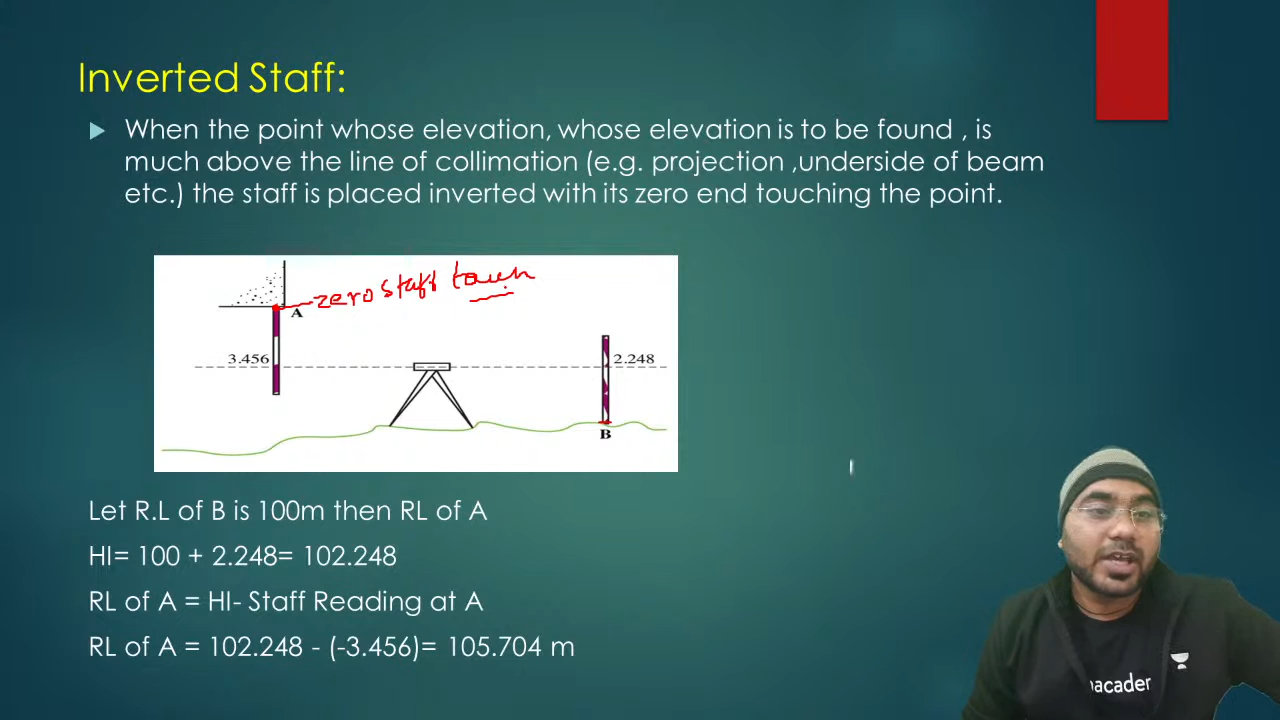 Inverted Staff:
When the point whose elevation, whose elevation is to be found , is
much above the line of collimation (e.g. projection ,underside of beam
etc.) the staff is placed inverted with its zero end touching the point.
zero staff touch
A
3.456
2.248
B
Let R.L of B is 100m then RL of A
HI= 100 + 2.248= 102.248
RL of A = HI- Staff Reading at A
RL of A = 102.248 - (-3.456)= 105.704 m
nacader